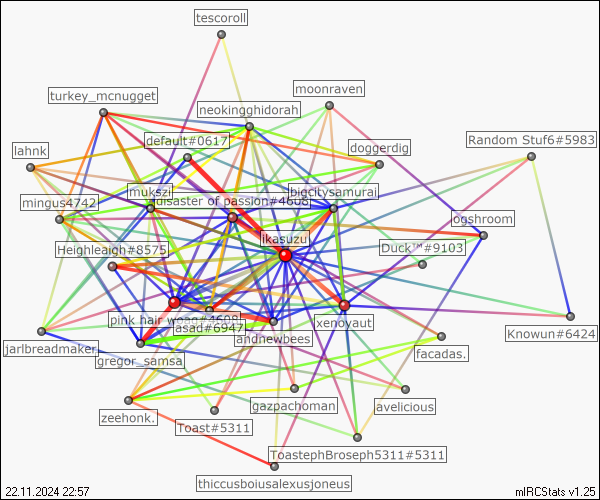 tescoroll
moonraven
turkey_mcnugget
neokingghidorah
default#0617
Random Stuf6#5983
lahnk
doggerdig
mukszi
bigcitysamurai
mingus4742
disaster of passion#4608
logshroom
ikasuzu
Duck™#9103
Heighleaigh#8575
pink hair woag#4608
xenoyaut
asad#6947
Knowun#6424
andnewbees
jarlbreadmaker
gregor_samsa
facadas.
gazpachoman
avelicious
zeehonk.
Toast#5311
ToastephBroseph5311#5311
thiccusboiusalexusjoneus
22.11.2024 22:57
mIRCStats v1.25